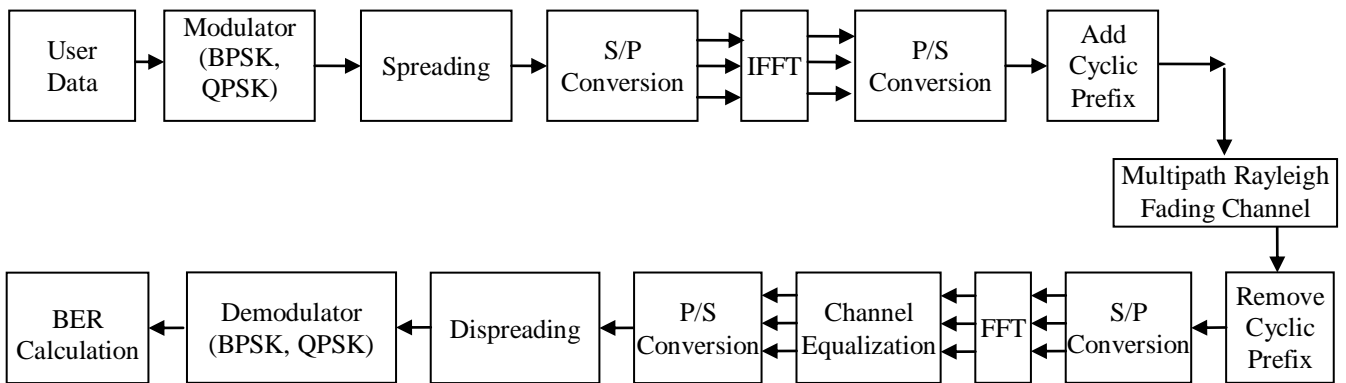 User
Data
Modulator
(BPSK,
QPSK)
Spreading
S/P
Conversion
IFFT
P/S
Conversion
Add
Cyclic
Prefix
Multipath Rayleigh
Fading Channel
BER
Calculation
Demodulator
(BPSK, QPSK)
Dispreading
P/S
Conversion
Channel
Equalization
FFT
S/P
Conversion
Remove
Cyclic
Prefix